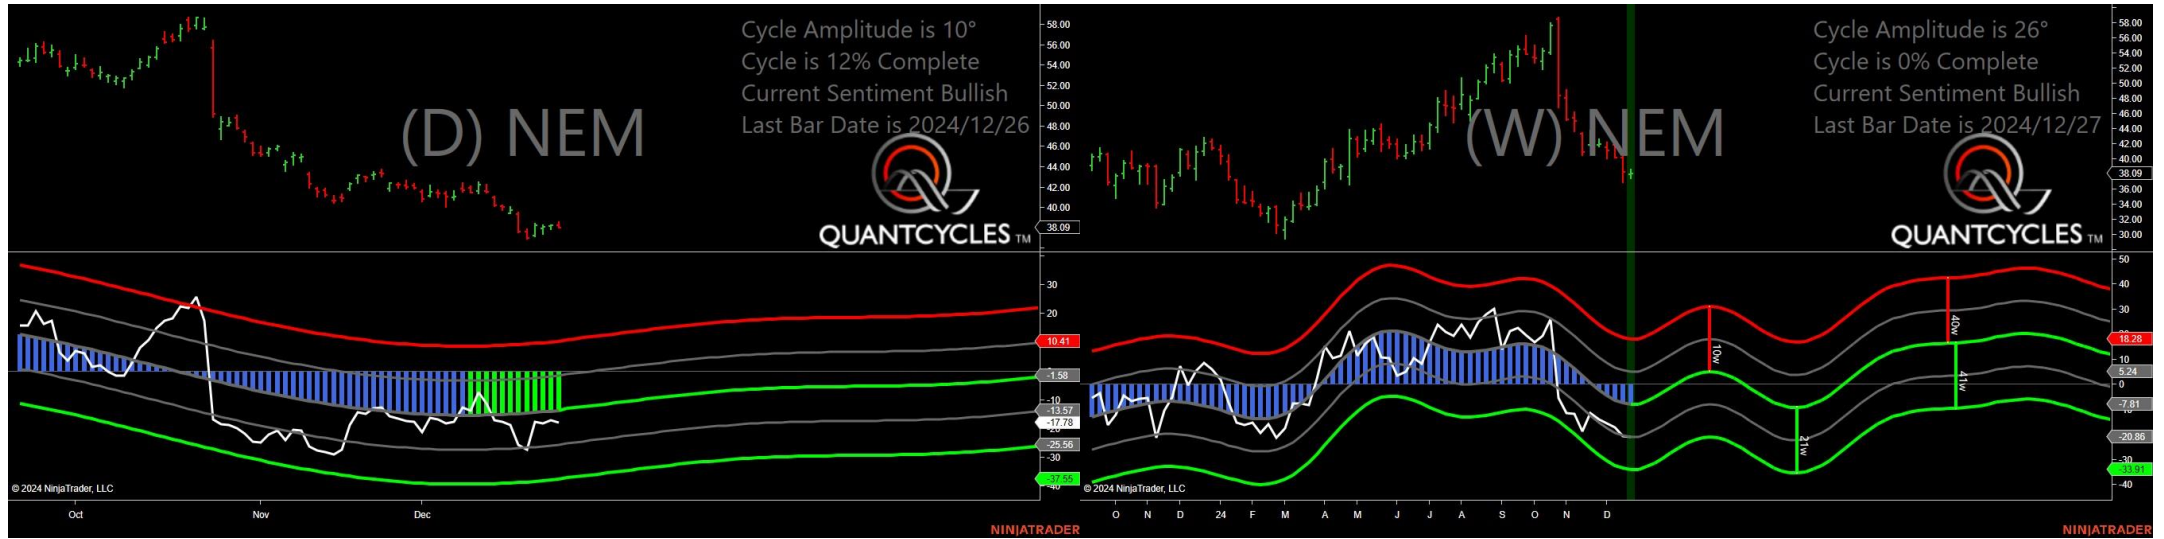 Cycle Amplitude is 10°
Cycle is 12% Complete
Current Sentiment Bullish
Last Bar Date is 2024/12/26
(D) NEM
QUANTCYCLES TM
58.00
56.00
54.00
52.00
50.00
48.00
46.00
44.00
42.00
40.00
38.09
30
20
10.41
-1.58
-10
-13.57
-17.78
-25.56
-30
-37.55
-40
© 2024 NinjaTrader, LLC
Oct Nov Dec
NINJATRADER
Cycle Amplitude is 26°
Cycle is 0% Complete
Current Sentiment Bullish
Last Bar Date is 2024/12/27
(W) NEM
QUANTCYCLES TM
58.00
56.00
54.00
52.00
50.00
48.00
46.00
44.00
42.00
40.00
38.09
36.00
34.00
32.00
30.00
50
40
30
18.28
10
5.24
0
-7.81
-20.86
-30
-33.91
-40
10w
21w
40w
41w
© 2024 NinjaTrader, LLC
O N D 24 F M A M J J A S O N D
NINJATRADER